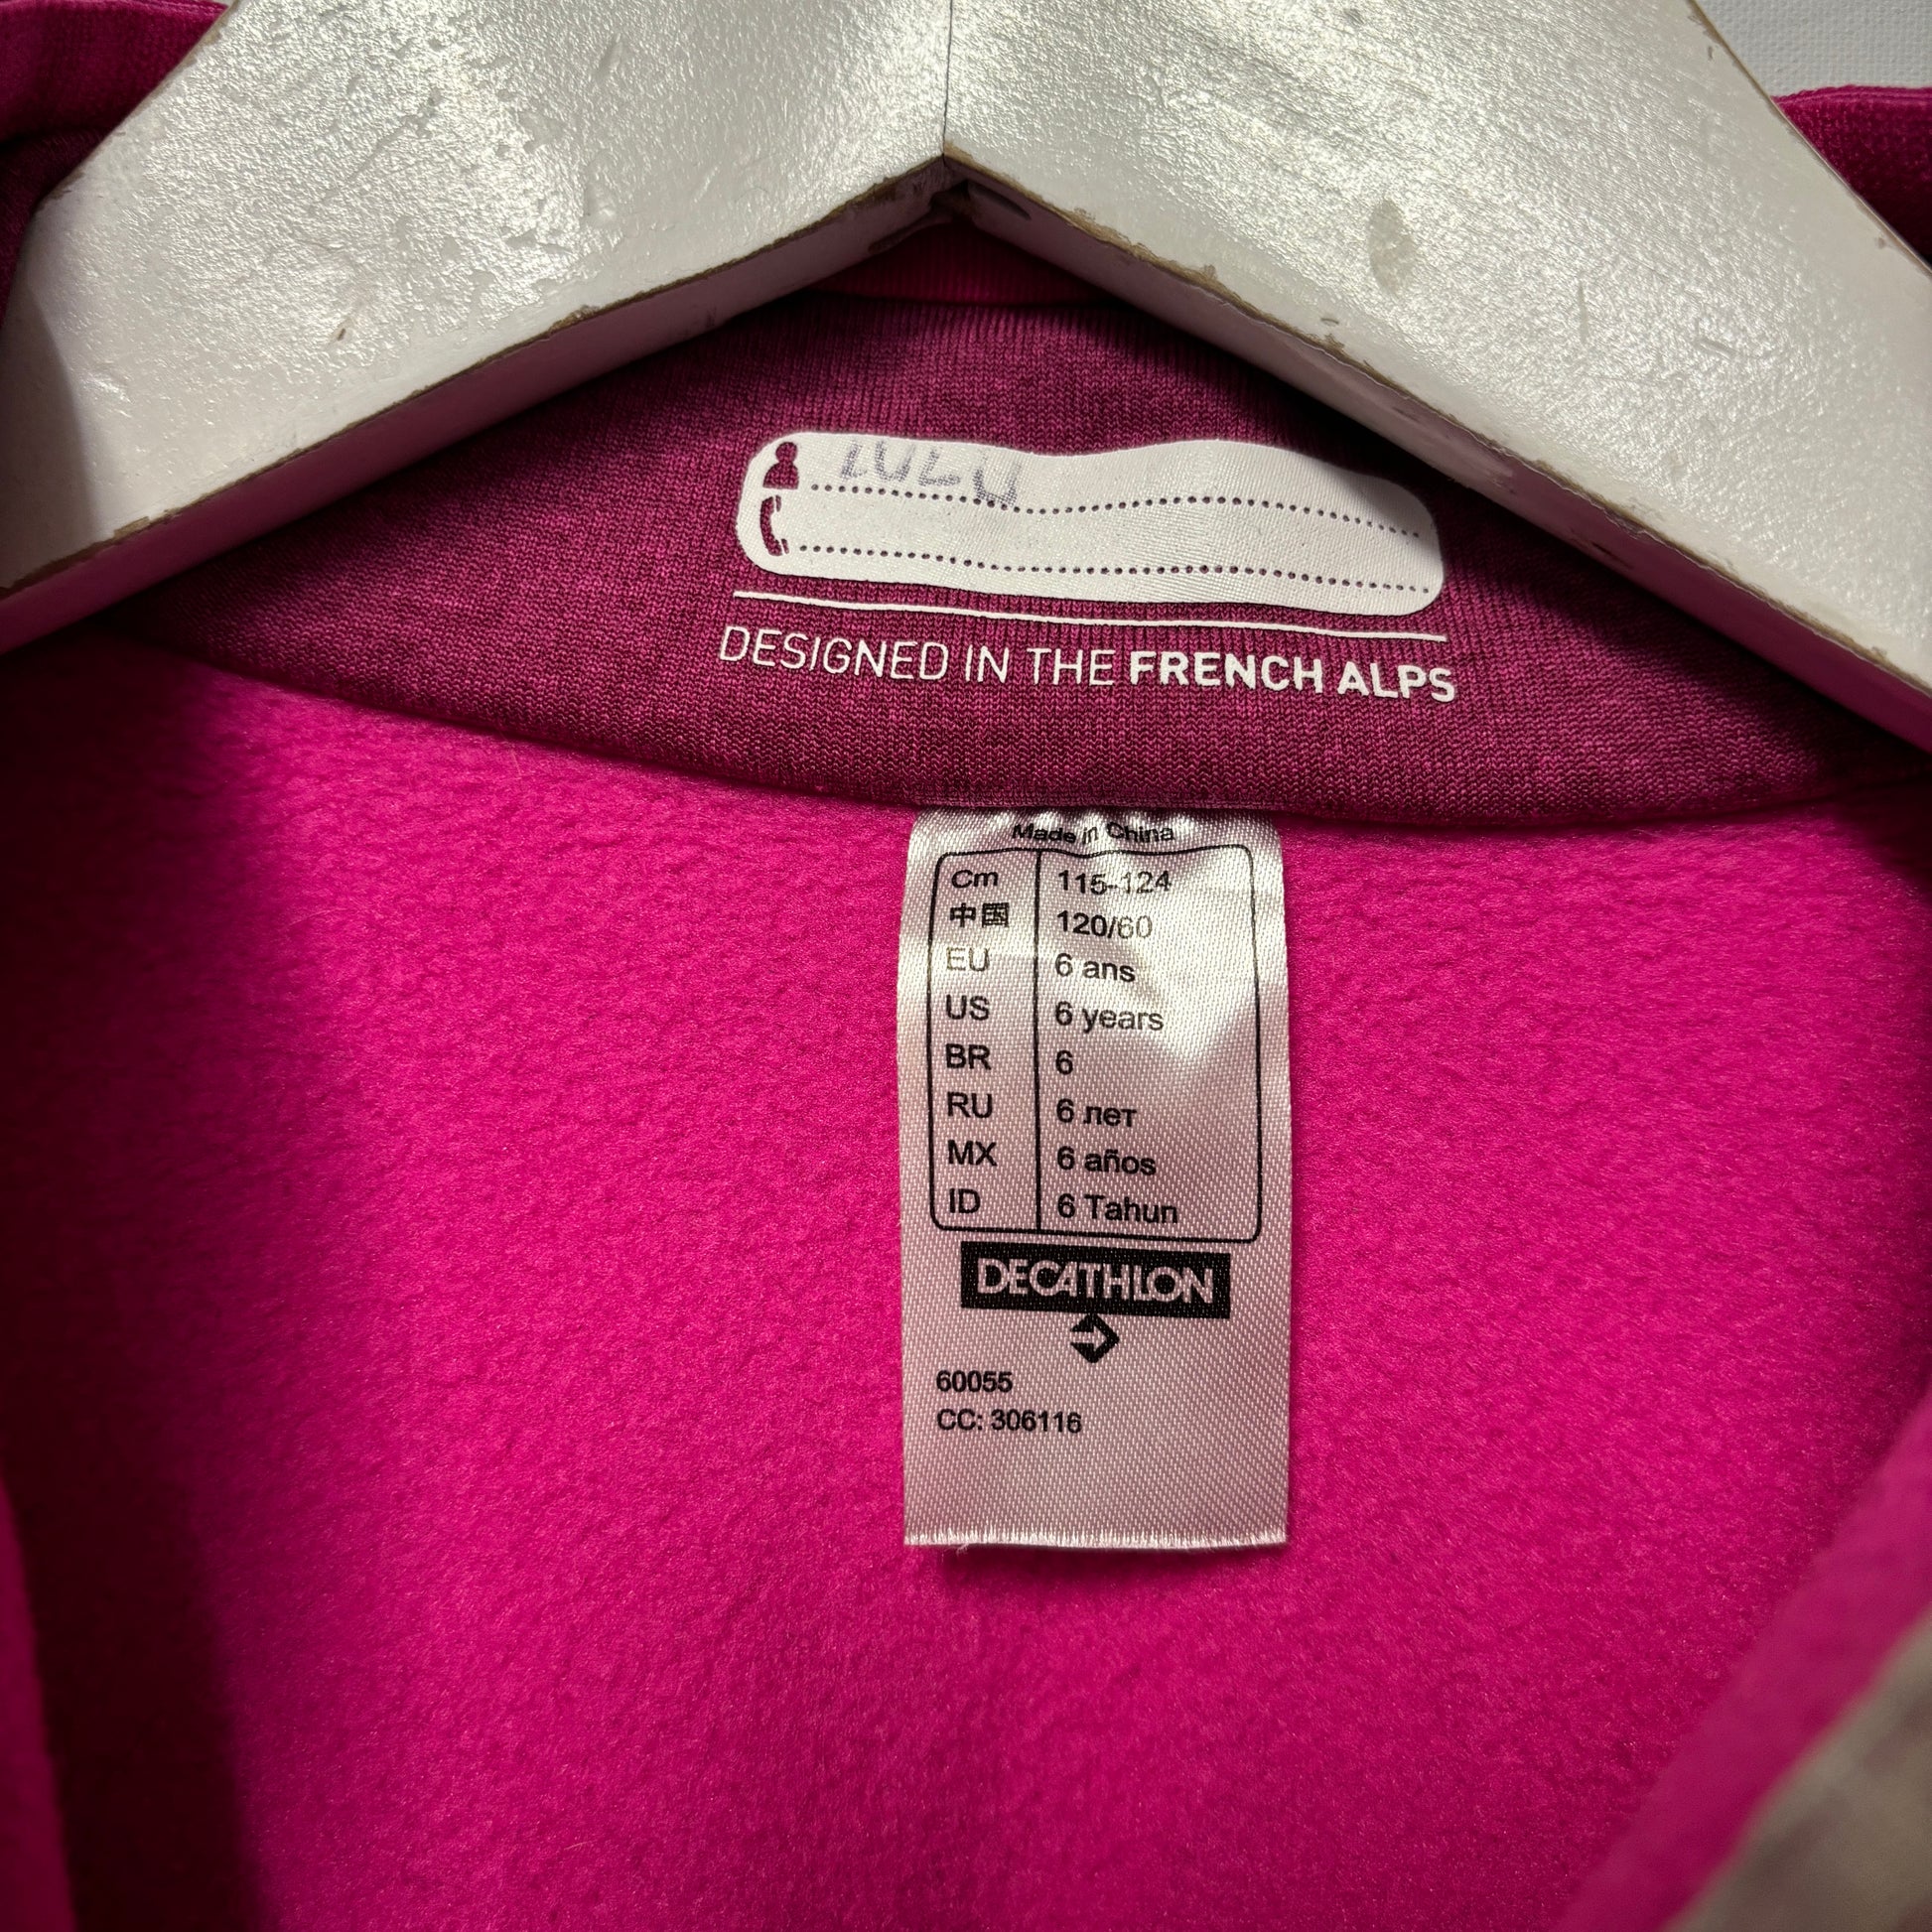 LULU
DESIGNED IN THE FRENCH ALPS
Made in China
Cm 115-124
中国 120/60
EU 6 ans
US 6 years
BR 6
RU 6 лет
MX 6 años
ID 6 Tahun
DECATHLON
60055
CC: 306116